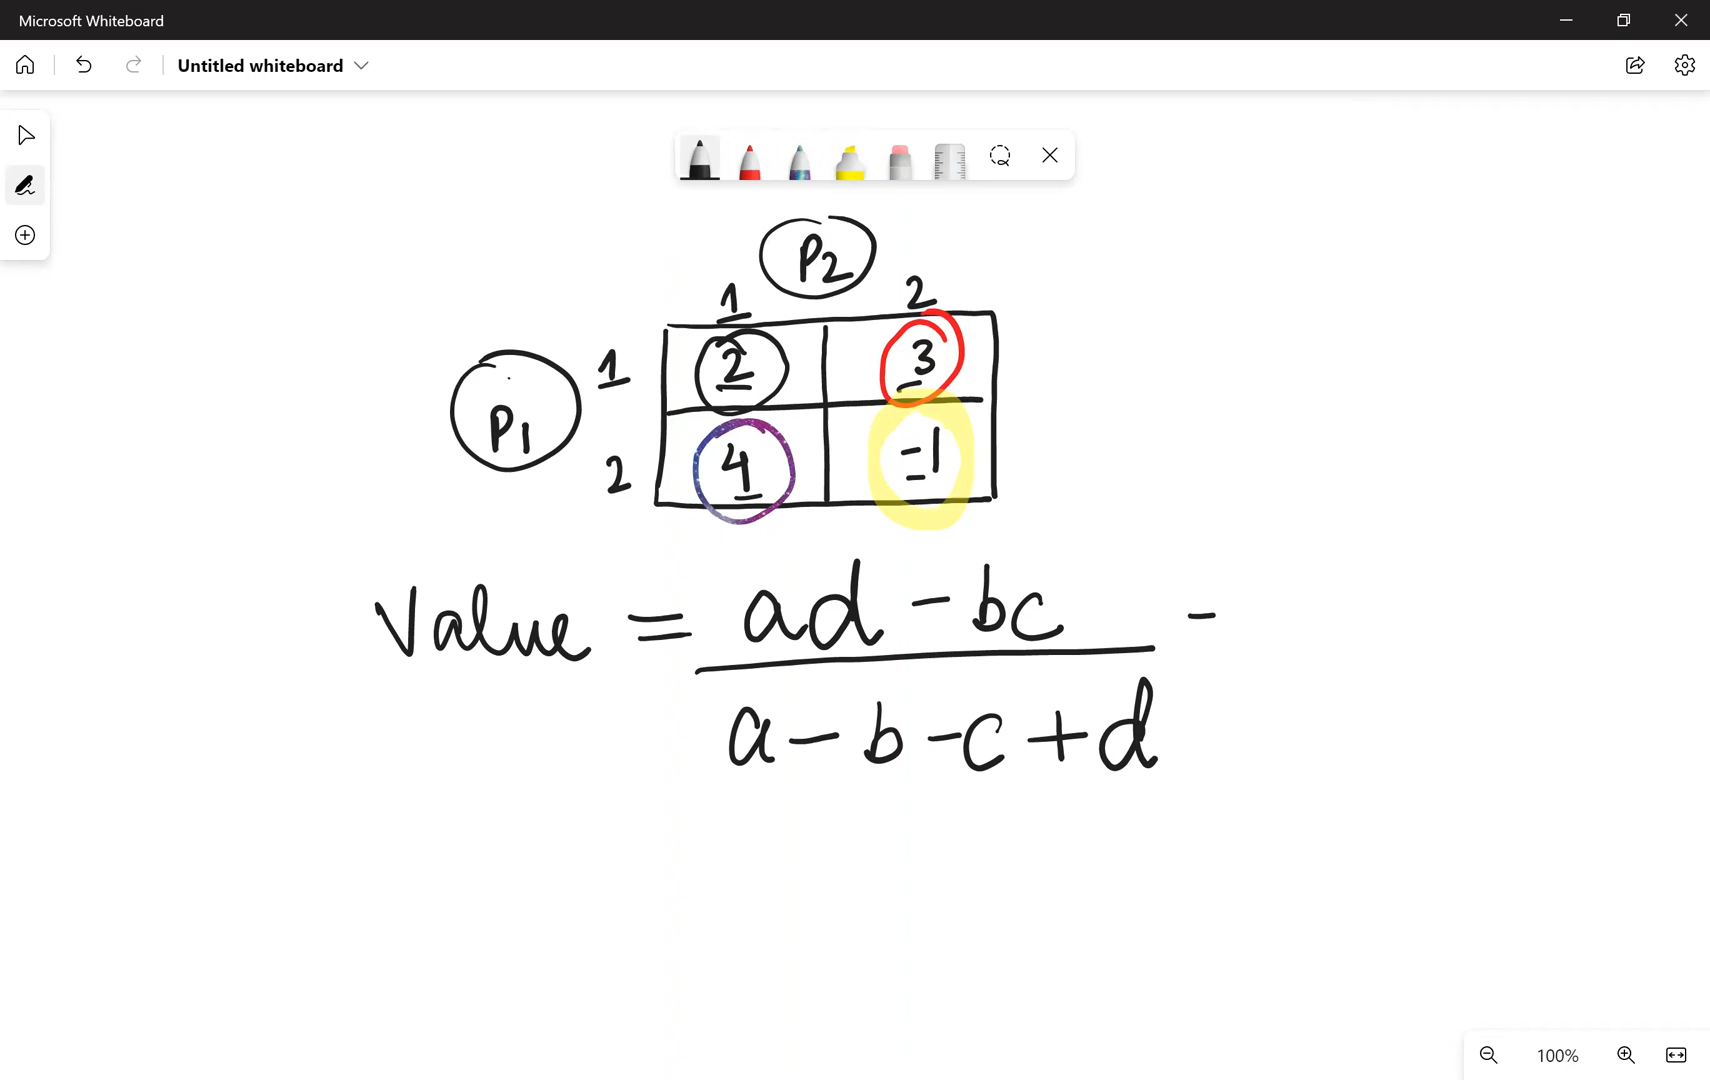 Microsoft Whiteboard
Untitled whiteboard
P2
1 2
1 2 3
P1
2 4 -1
Value = ad - bc -
a - b - c + d
100%